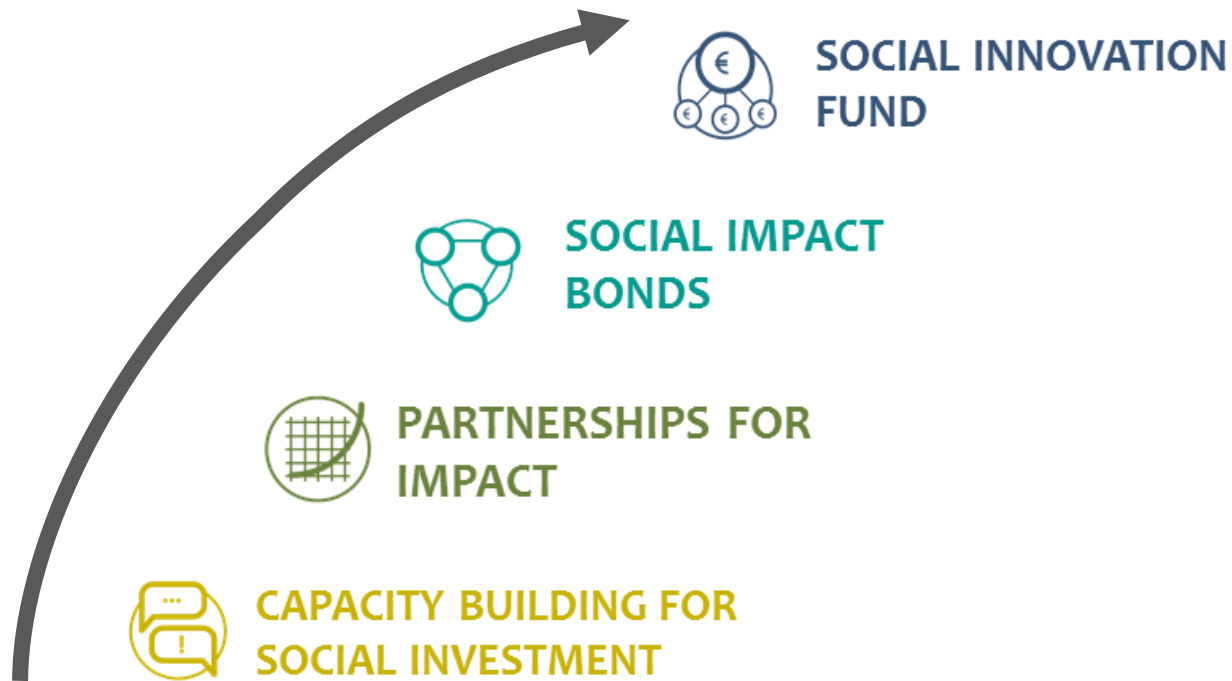 €
€ € €
SOCIAL INNOVATION
FUND
SOCIAL IMPACT
BONDS
PARTNERSHIPS FOR
IMPACT
...
!
CAPACITY BUILDING FOR
SOCIAL INVESTMENT